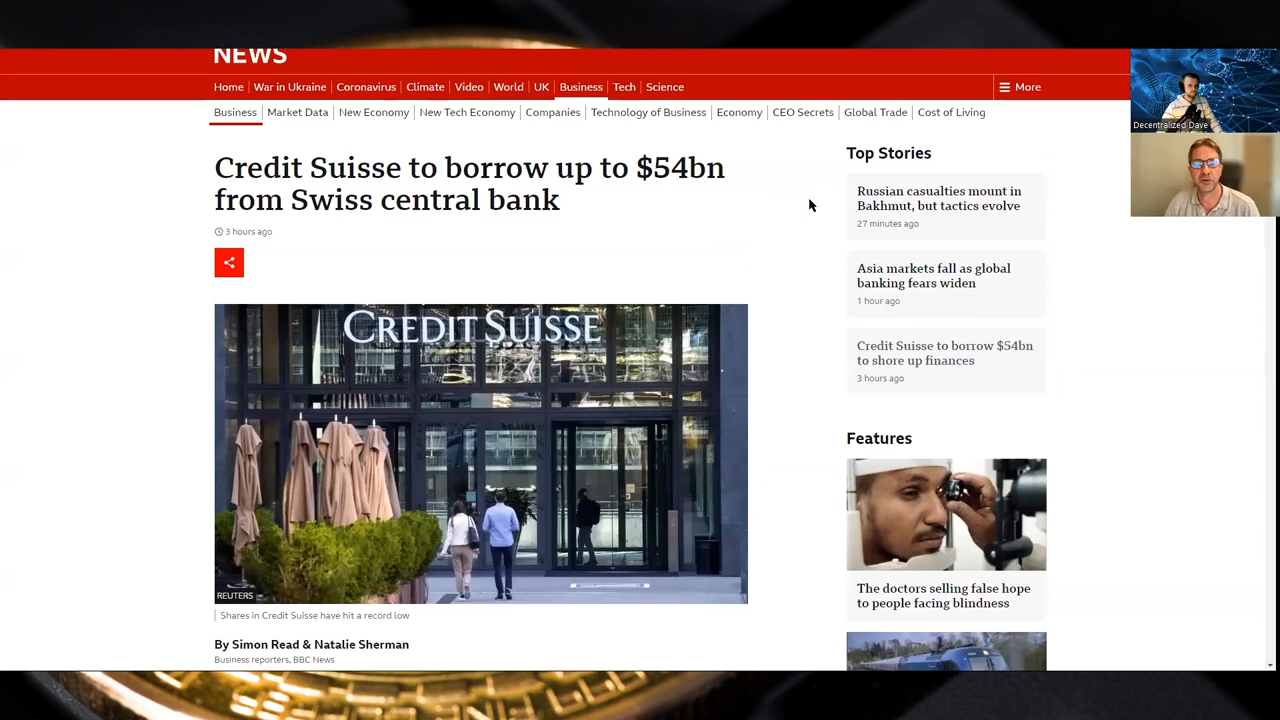 NEWS
Home
War in Ukraine
Coronavirus
Climate
Video
World
UK
Business
Tech
Science
More
Business
Market Data
New Economy
New Tech Economy
Companies
Technology of Business
Economy
CEO Secrets
Global Trade
Cost of Living
Decentralized Dave
Credit Suisse to borrow up to $54bn
from Swiss central bank
3 hours ago
CREDIT SUISSE
REUTERS
Shares in Credit Suisse have hit a record low
By Simon Read & Natalie Sherman
Business reporters, BBC News
Top Stories
Russian casualties mount in
Bakhmut, but tactics evolve
27 minutes ago
Asia markets fall as global
banking fears widen
1 hour ago
Credit Suisse to borrow $54bn
to shore up finances
3 hours ago
Features
The doctors selling false hope
to people facing blindness